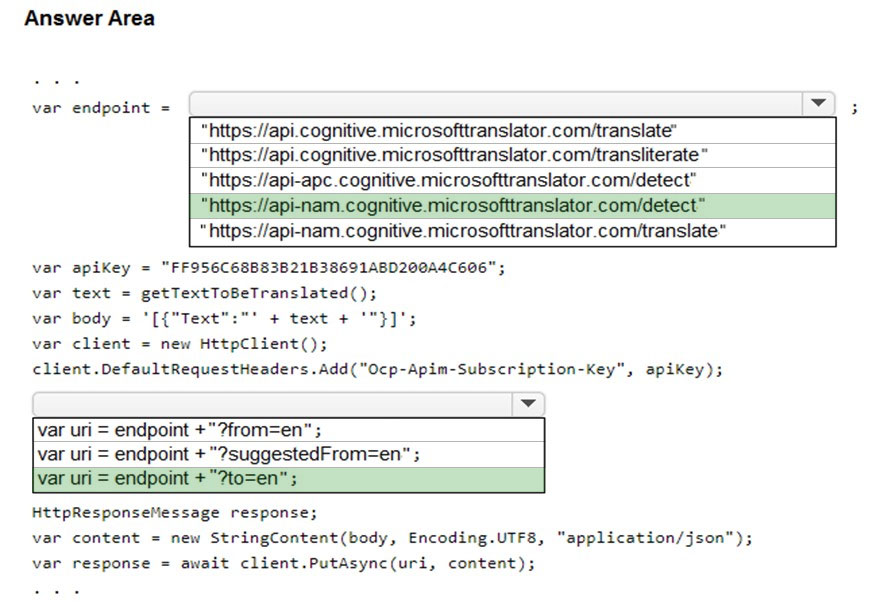 Answer Area
. . .
var endpoint =
;
"https://api.cognitive.microsofttranslator.com/translate"
"https://api.cognitive.microsofttranslator.com/transliterate"
"https://api-apc.cognitive.microsofttranslator.com/detect"
"https://api-nam.cognitive.microsofttranslator.com/detect"
"https://api-nam.cognitive.microsofttranslator.com/translate"
var apiKey = "FF956C68B83B21B38691ABD200A4C606";
var text = getTextToBeTranslated();
var body = '[{"Text":"' + text + '"}]';
var client = new HttpClient();
client.DefaultRequestHeaders.Add("Ocp-Apim-Subscription-Key", apiKey);
var uri = endpoint + "?from=en";
var uri = endpoint + "?suggestedFrom=en";
var uri = endpoint + "?to=en";
HttpResponseMessage response;
var content = new StringContent(body, Encoding.UTF8, "application/json");
var response = await client.PutAsync(uri, content);
. . .